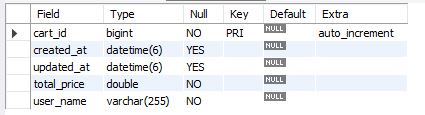 Field Type Null Key Default Extra
cart_id bigint NO PRI NULL auto_increment
created_at datetime(6) YES NULL
updated_at datetime(6) YES NULL
total_price double NO NULL
user_name varchar(255) NO NULL